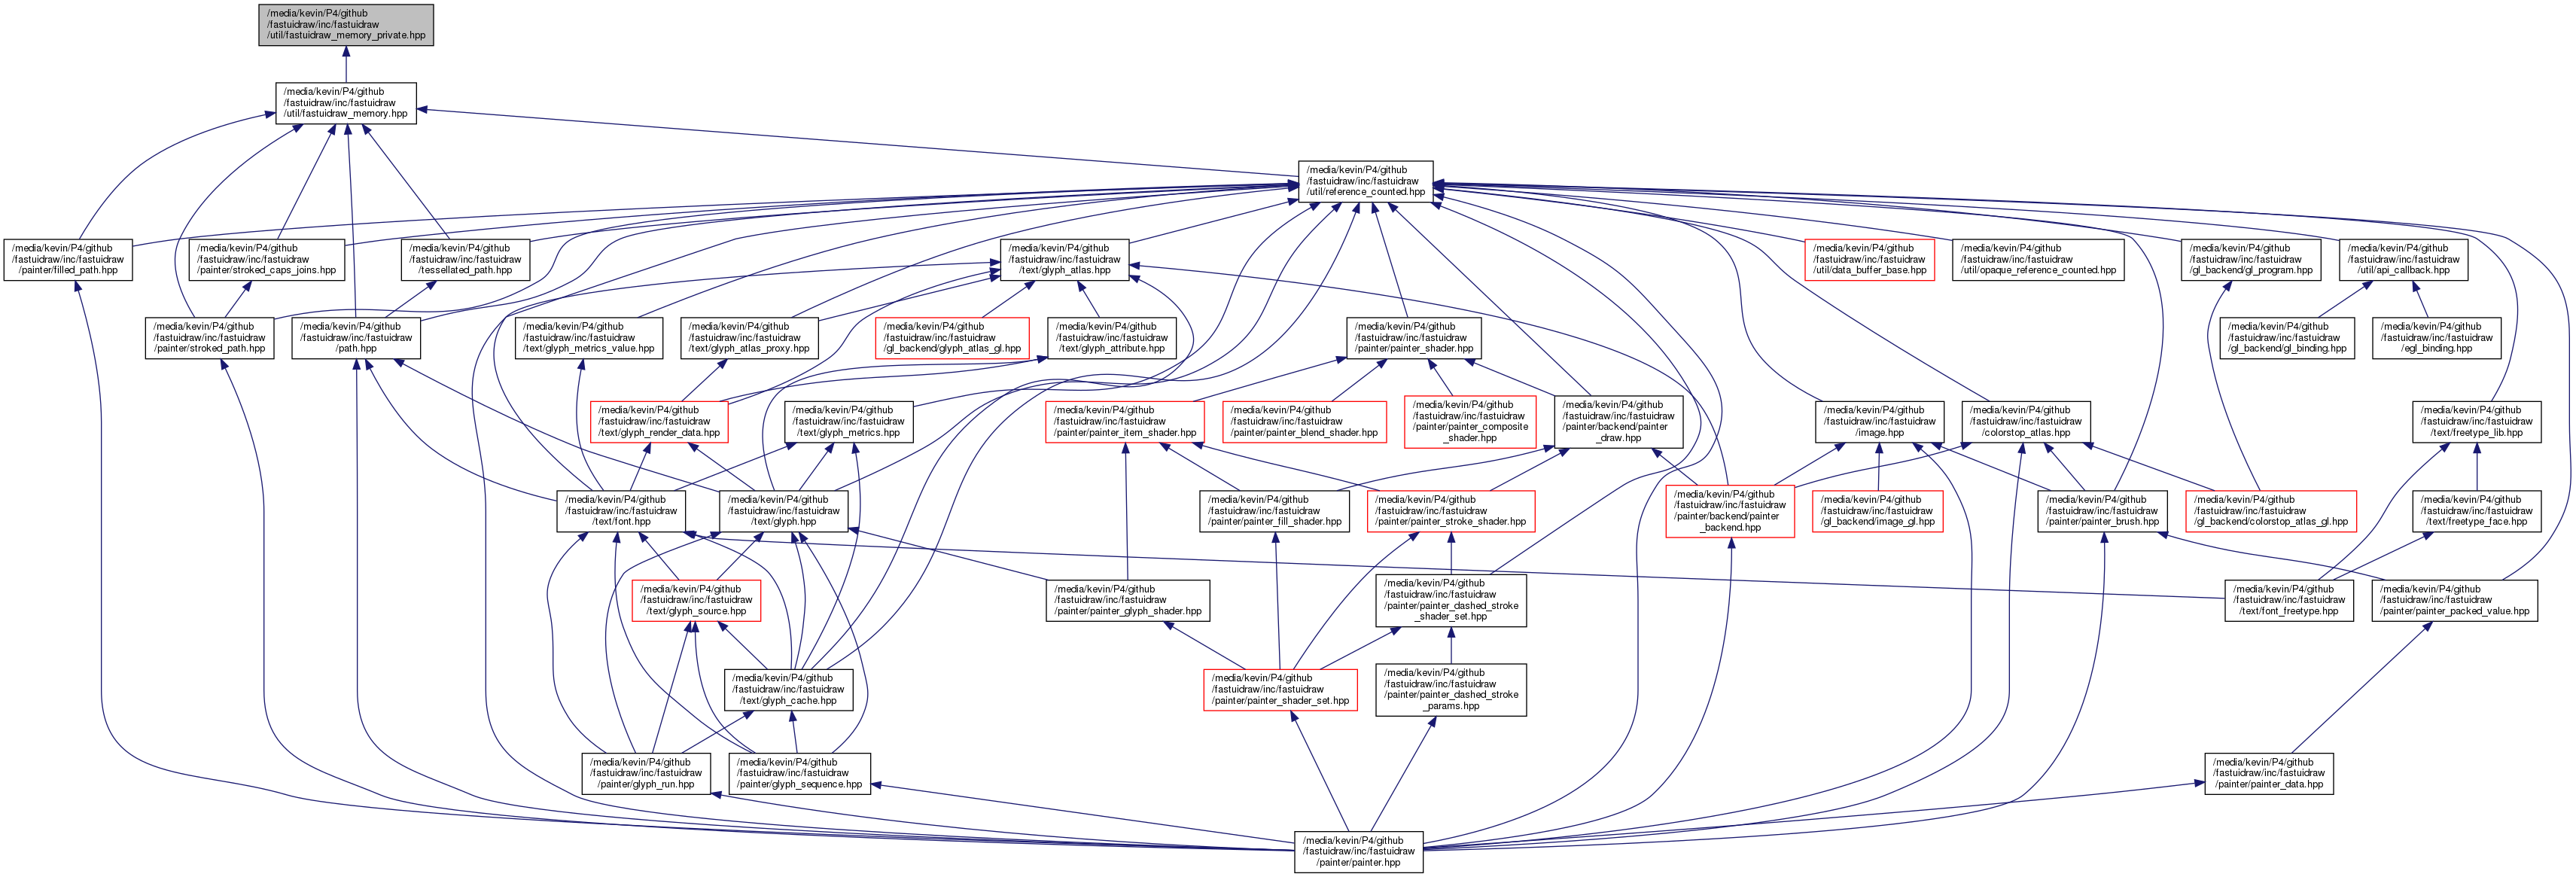 /media/kevin/P4/github
/fastuidraw/inc/fastuidraw
/util/fastuidraw_memory_private.hpp
/media/kevin/P4/github
/fastuidraw/inc/fastuidraw
/util/fastuidraw_memory.hpp
/media/kevin/P4/github
/fastuidraw/inc/fastuidraw
/util/reference_counted.hpp
/media/kevin/P4/github
/fastuidraw/inc/fastuidraw
/painter/filled_path.hpp
/media/kevin/P4/github
/fastuidraw/inc/fastuidraw
/painter/stroked_caps_joins.hpp
/media/kevin/P4/github
/fastuidraw/inc/fastuidraw
/tessellated_path.hpp
/media/kevin/P4/github
/fastuidraw/inc/fastuidraw
/text/glyph_atlas.hpp
/media/kevin/P4/github
/fastuidraw/inc/fastuidraw
/util/data_buffer_base.hpp
/media/kevin/P4/github
/fastuidraw/inc/fastuidraw
/util/opaque_reference_counted.hpp
/media/kevin/P4/github
/fastuidraw/inc/fastuidraw
/gl_backend/gl_program.hpp
/media/kevin/P4/github
/fastuidraw/inc/fastuidraw
/util/api_callback.hpp
/media/kevin/P4/github
/fastuidraw/inc/fastuidraw
/painter/stroked_path.hpp
/media/kevin/P4/github
/fastuidraw/inc/fastuidraw
/path.hpp
/media/kevin/P4/github
/fastuidraw/inc/fastuidraw
/text/glyph_metrics_value.hpp
/media/kevin/P4/github
/fastuidraw/inc/fastuidraw
/text/glyph_atlas_proxy.hpp
/media/kevin/P4/github
/fastuidraw/inc/fastuidraw
/gl_backend/glyph_atlas_gl.hpp
/media/kevin/P4/github
/fastuidraw/inc/fastuidraw
/text/glyph_attribute.hpp
/media/kevin/P4/github
/fastuidraw/inc/fastuidraw
/painter/painter_shader.hpp
/media/kevin/P4/github
/fastuidraw/inc/fastuidraw
/gl_backend/gl_binding.hpp
/media/kevin/P4/github
/fastuidraw/inc/fastuidraw
/egl_binding.hpp
/media/kevin/P4/github
/fastuidraw/inc/fastuidraw
/text/glyph_render_data.hpp
/media/kevin/P4/github
/fastuidraw/inc/fastuidraw
/text/glyph_metrics.hpp
/media/kevin/P4/github
/fastuidraw/inc/fastuidraw
/painter/painter_item_shader.hpp
/media/kevin/P4/github
/fastuidraw/inc/fastuidraw
/painter/painter_blend_shader.hpp
/media/kevin/P4/github
/fastuidraw/inc/fastuidraw
/painter/painter_composite
_shader.hpp
/media/kevin/P4/github
/fastuidraw/inc/fastuidraw
/painter/backend/painter
_draw.hpp
/media/kevin/P4/github
/fastuidraw/inc/fastuidraw
/image.hpp
/media/kevin/P4/github
/fastuidraw/inc/fastuidraw
/colorstop_atlas.hpp
/media/kevin/P4/github
/fastuidraw/inc/fastuidraw
/text/freetype_lib.hpp
/media/kevin/P4/github
/fastuidraw/inc/fastuidraw
/text/font.hpp
/media/kevin/P4/github
/fastuidraw/inc/fastuidraw
/text/glyph.hpp
/media/kevin/P4/github
/fastuidraw/inc/fastuidraw
/painter/painter_fill_shader.hpp
/media/kevin/P4/github
/fastuidraw/inc/fastuidraw
/painter/painter_stroke_shader.hpp
/media/kevin/P4/github
/fastuidraw/inc/fastuidraw
/painter/backend/painter
_backend.hpp
/media/kevin/P4/github
/fastuidraw/inc/fastuidraw
/gl_backend/image_gl.hpp
/media/kevin/P4/github
/fastuidraw/inc/fastuidraw
/painter/painter_brush.hpp
/media/kevin/P4/github
/fastuidraw/inc/fastuidraw
/gl_backend/colorstop_atlas_gl.hpp
/media/kevin/P4/github
/fastuidraw/inc/fastuidraw
/text/freetype_face.hpp
/media/kevin/P4/github
/fastuidraw/inc/fastuidraw
/text/glyph_source.hpp
/media/kevin/P4/github
/fastuidraw/inc/fastuidraw
/painter/painter_glyph_shader.hpp
/media/kevin/P4/github
/fastuidraw/inc/fastuidraw
/painter/painter_dashed_stroke
_shader_set.hpp
/media/kevin/P4/github
/fastuidraw/inc/fastuidraw
/text/font_freetype.hpp
/media/kevin/P4/github
/fastuidraw/inc/fastuidraw
/painter/painter_packed_value.hpp
/media/kevin/P4/github
/fastuidraw/inc/fastuidraw
/text/glyph_cache.hpp
/media/kevin/P4/github
/fastuidraw/inc/fastuidraw
/painter/painter_shader_set.hpp
/media/kevin/P4/github
/fastuidraw/inc/fastuidraw
/painter/painter_dashed_stroke
_params.hpp
/media/kevin/P4/github
/fastuidraw/inc/fastuidraw
/painter/glyph_run.hpp
/media/kevin/P4/github
/fastuidraw/inc/fastuidraw
/painter/glyph_sequence.hpp
/media/kevin/P4/github
/fastuidraw/inc/fastuidraw
/painter/painter_data.hpp
/media/kevin/P4/github
/fastuidraw/inc/fastuidraw
/painter/painter.hpp